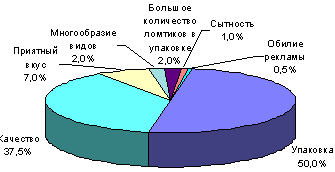 Большое
количество
ломтиков в
упаковке
2,0%
Многообразие
видов
2,0%
Сытность
1,0%
Приятный
вкус
7,0%
Обилие
рекламы
0,5%
Качество
37,5%
Упаковка
50,0%